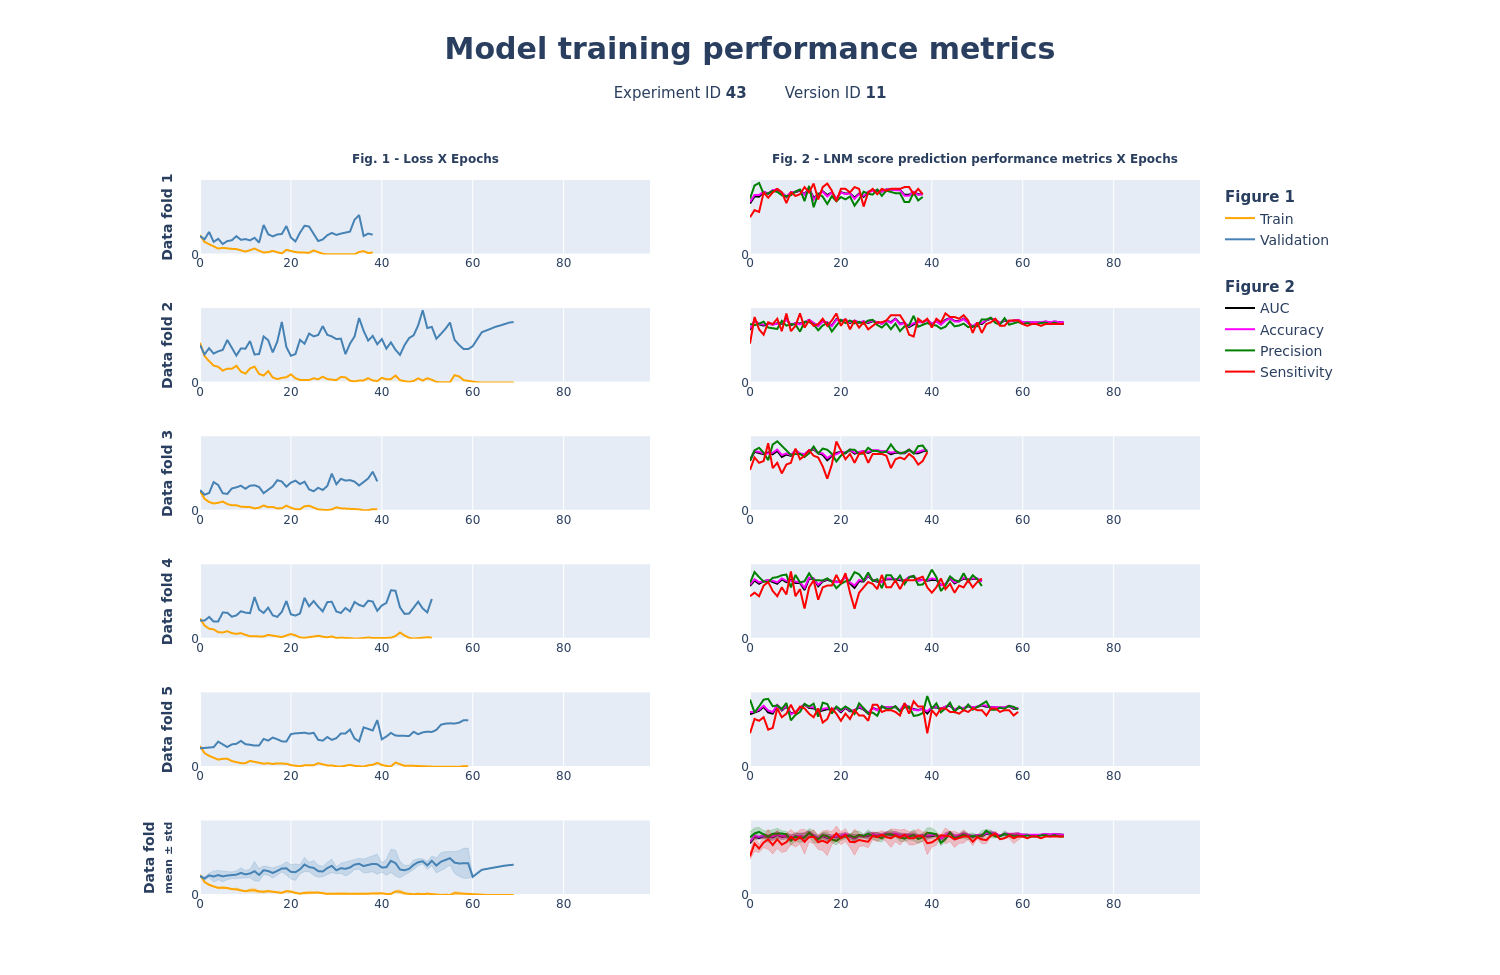 Model training performance metrics
Experiment ID 43 Version ID 11
Fig. 1 - Loss X Epochs
Fig. 2 - LNM score prediction performance metrics X Epochs
Data fold 1
0
0 20 40 60 80
0
0 20 40 60 80
Figure 1
Train
Validation
Figure 2
AUC
Accuracy
Precision
Sensitivity
Data fold 2
0
0 20 40 60 80
0
0 20 40 60 80
Data fold 3
0
0 20 40 60 80
0
0 20 40 60 80
Data fold 4
0
0 20 40 60 80
0
0 20 40 60 80
Data fold 5
0
0 20 40 60 80
0
0 20 40 60 80
Data fold
mean ± std
0
0 20 40 60 80
0
0 20 40 60 80